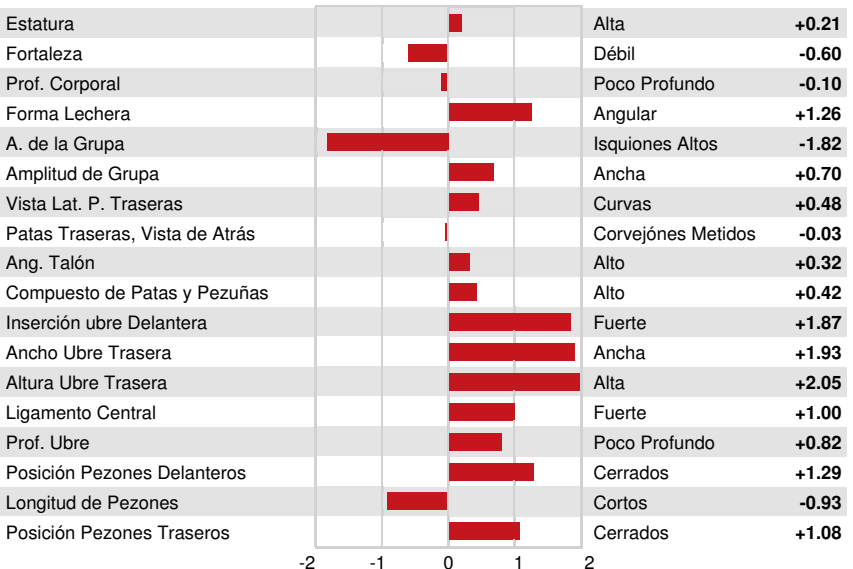 Estatura Alta +0.21
Fortaleza Débil -0.60
Prof. Corporal Poco Profundo -0.10
Forma Lechera Angular +1.26
A. de la Grupa Isquiones Altos -1.82
Amplitud de Grupa Ancha +0.70
Vista Lat. P. Traseras Curvas +0.48
Patas Traseras, Vista de Atrás Corvejónes Metidos -0.03
Ang. Talón Alto +0.32
Compuesto de Patas y Pezuñas Alto +0.42
Inserción ubre Delantera Fuerte +1.87
Ancho Ubre Trasera Ancha +1.93
Altura Ubre Trasera Alta +2.05
Ligamento Central Fuerte +1.00
Prof. Ubre Poco Profundo +0.82
Posición Pezones Delanteros Cerrados +1.29
Longitud de Pezones Cortos -0.93
Posición Pezones Traseros Cerrados +1.08
-2 -1 0 1 2